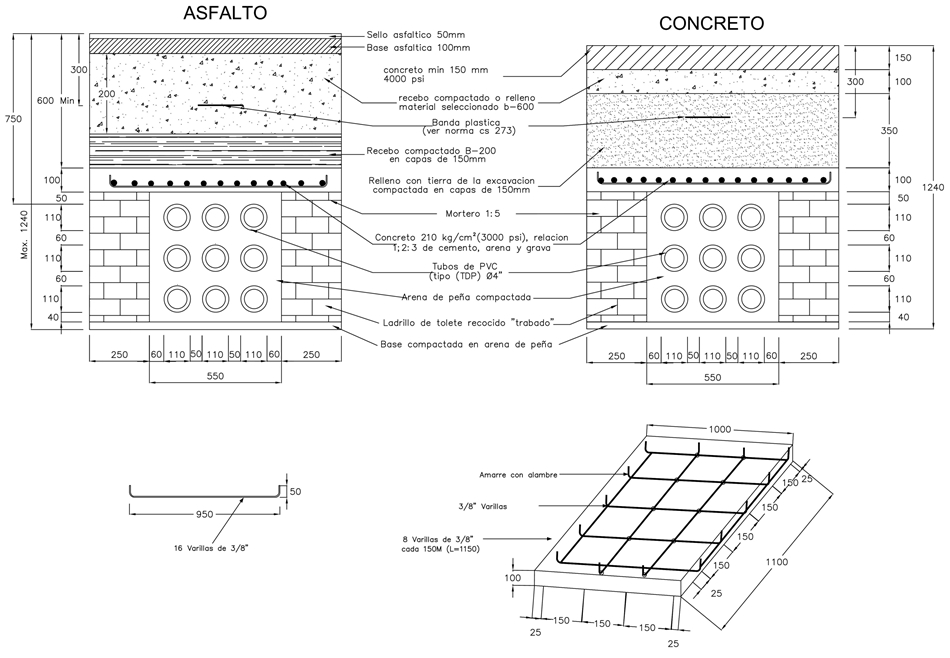 ASFALTO
CONCRETO
Sello asfaltico 50mm
Base asfaltica 100mm
concreto min 150 mm
4000 psi
recebo compactado o relleno
material seleccionado b-600
Banda plastica
(ver norma cs 273)
Recebo compactado B-200
en capas de 150mm
Relleno con tierra de la excavacion
compactada en capas de 150mm
Mortero 1:5
Concreto 210 kg/cm²(3000 psi), relacion
T;2:3 de cemento, arena y grava
Tubos de PVC
(tipo (TDP) Ø4"
Arena de peña compactada
Ladrillo de tolete recocido "trabado"
Base compactada en arena de peña
750
Max. 1240
600 Min
300
200
100
50
110
60
110
60
110
40
250
60
110
50
110
50
110
60
250
550
300
150
100
350
100
50
110
60
110
60
110
40
1240
250
60
110
50
110
50
110
60
250
550
50
950
16 Varillas de 3/8"
1000
Amarre con alambre
3/8" Varillas
8 Varillas de 3/8"
cada 150M (L=1150)
100
25
150
150
150
150
25
1100
25
150
150
150
25